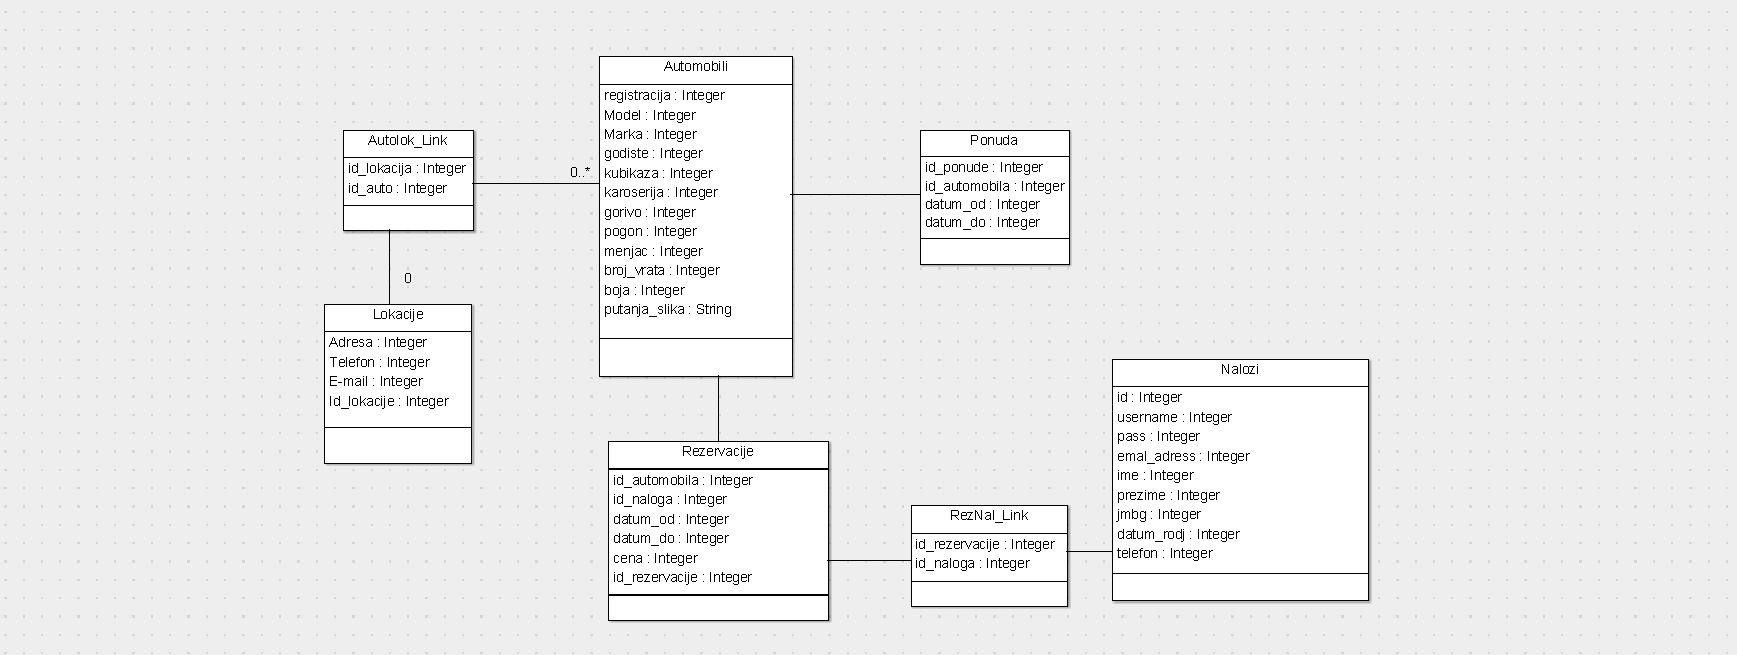 Automobili
registracija : Integer
Model : Integer
Marka : Integer
godiste : Integer
kubikaza : Integer
karoserija : Integer
gorivo : Integer
pogon : Integer
menjac : Integer
broj_vrata : Integer
boja : Integer
putanja_slika : String
Autolok_Link
id_lokacija : Integer
id_auto : Integer
0..*
0
Ponuda
id_ponude : Integer
id_automobila : Integer
datum_od : Integer
datum_do : Integer
Lokacije
Adresa : Integer
Telefon : Integer
E-mail : Integer
Id_lokacije : Integer
Rezervacije
id_automobila : Integer
id_naloga : Integer
datum_od : Integer
datum_do : Integer
cena : Integer
id_rezervacije : Integer
RezNal_Link
id_rezervacije : Integer
id_naloga : Integer
Nalozi
id : Integer
username : Integer
pass : Integer
emal_adress : Integer
ime : Integer
prezime : Integer
jmbg : Integer
datum_rodj : Integer
telefon : Integer